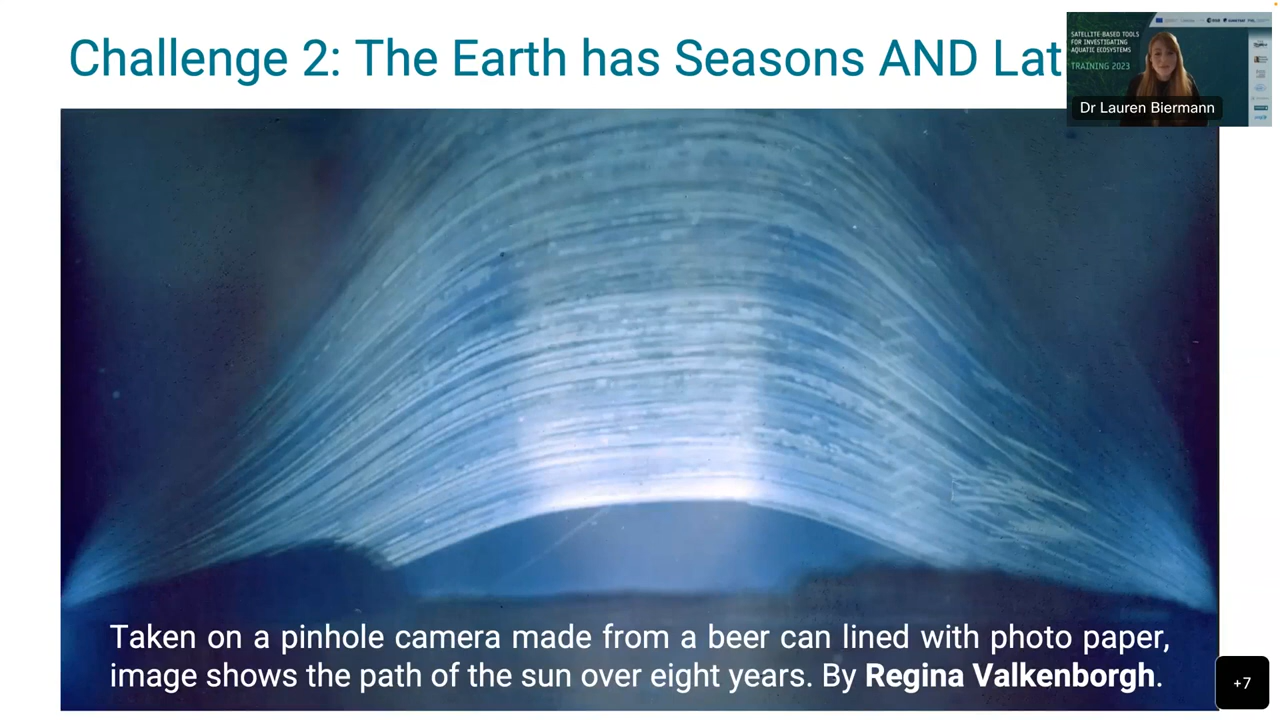 Challenge 2: The Earth has Seasons AND Lat
SATELLITE-BASED TOOLS
FOR INVESTIGATING
AQUATIC ECOSYSTEMS
TRAINING 2023
Dr Lauren Biermann
Taken on a pinhole camera made from a beer can lined with photo paper,
image shows the path of the sun over eight years. By Regina Valkenborgh.
+7